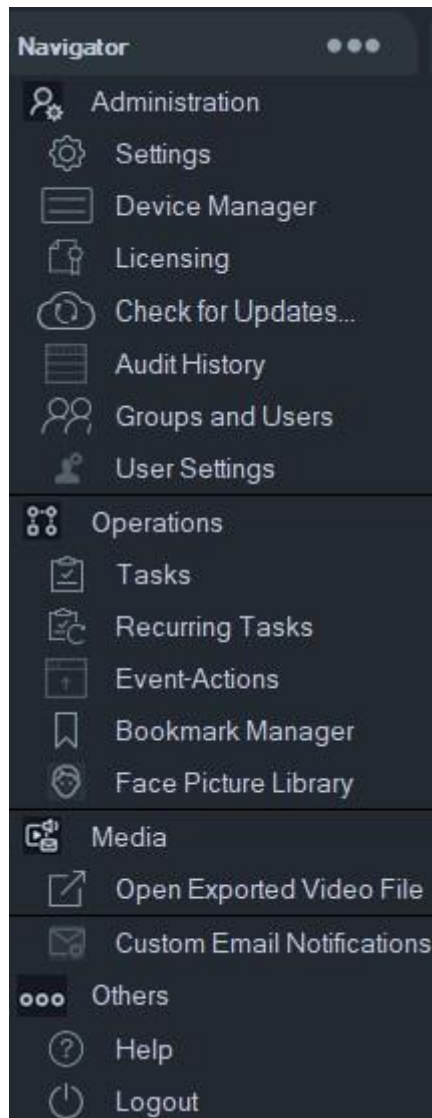 Navigator
Administration
Settings
Device Manager
Licensing
Check for Updates...
Audit History
Groups and Users
User Settings
Operations
Tasks
Recurring Tasks
Event-Actions
Bookmark Manager
Face Picture Library
Media
Open Exported Video File
Custom Email Notifications
Others
Help
Logout